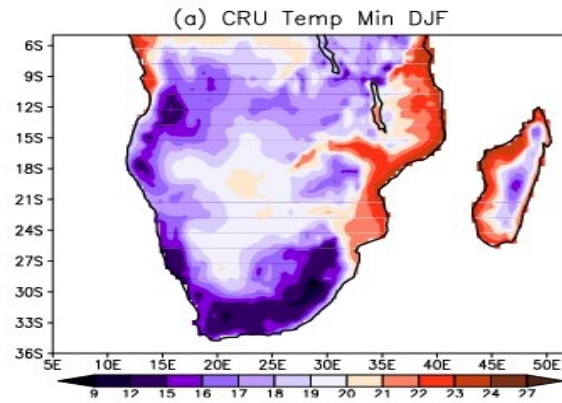 (a) CRU Temp Min DJF
6S
9S
12S
15S
18S
21S
24S
27S
30S
33S
36S
5E 10E 15E 20E 25E 30E 35E 40E 45E 50E
9 12 15 16 17 18 19 20 21 22 23 24 27